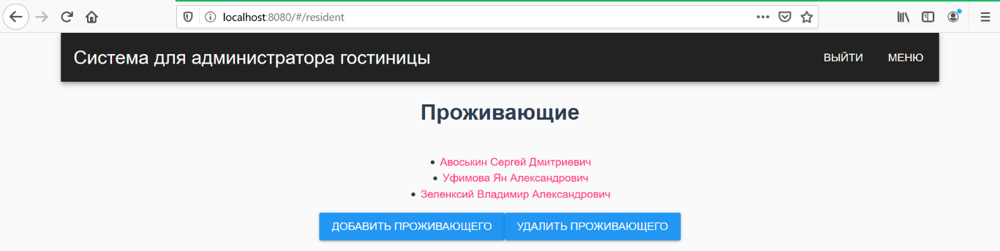 localhost:8080/#/resident
Система для администратора гостиницы ВЫЙТИ МЕНЮ
Проживающие
• Авоськин Сергей Дмитриевич
• Уфимова Ян Александрович
• Зеленксий Владимир Александрович
ДОБАВИТЬ ПРОЖИВАЮЩЕГО УДАЛИТЬ ПРОЖИВАЮЩЕГО